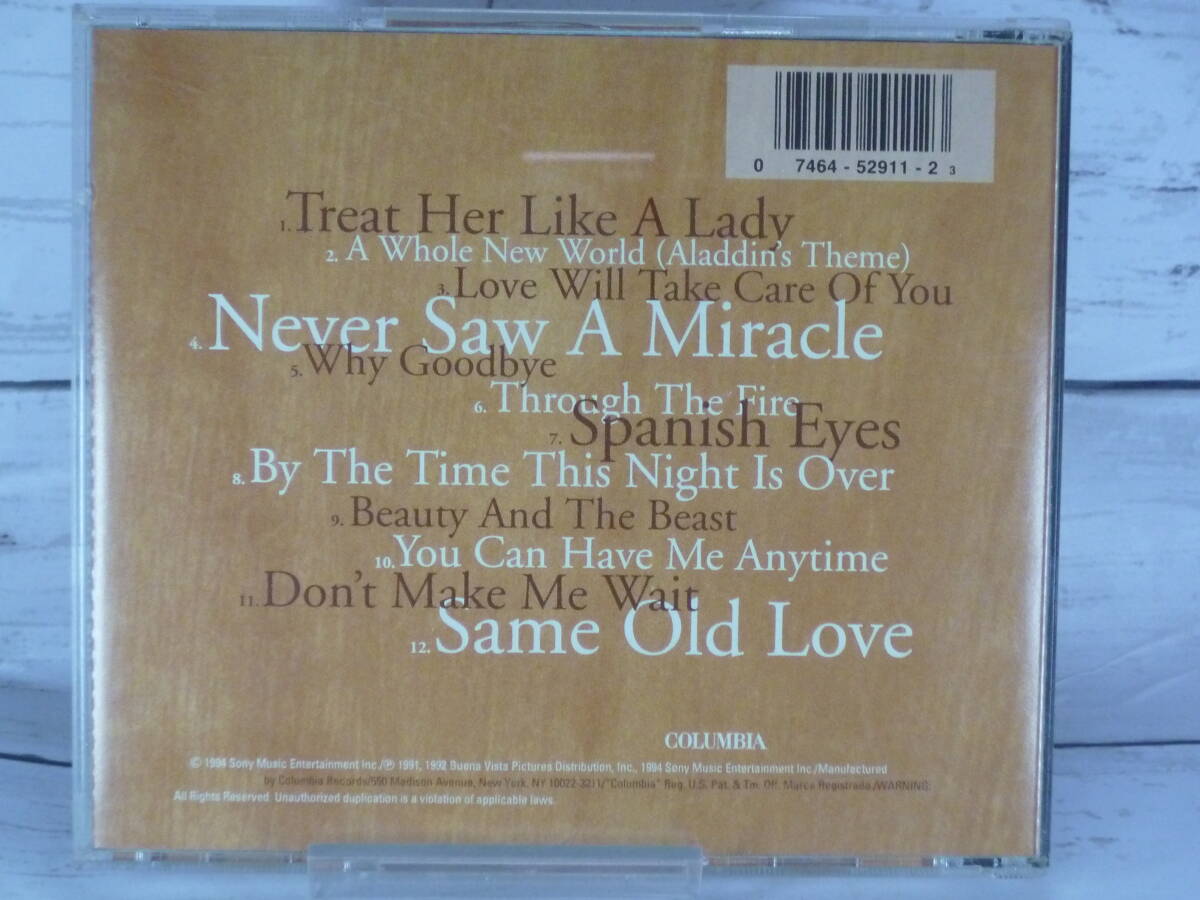 0 7464 - 52911 - 2 3
1. Treat Her Like A Lady
2. A Whole New World (Aladdin's Theme)
3. Love Will Take Care Of You
4. Never Saw A Miracle
5. Why Goodbye
6. Through The Fire
7. Spanish Eyes
8. By The Time This Night Is Over
9. Beauty And The Beast
10. You Can Have Me Anytime
11. Don't Make Me Wait
12. Same Old Love
COLUMBIA
© 1994 Sony Music Entertainment Inc./℗ 1991, 1992 Buena Vista Pictures Distribution, Inc., 1994 Sony Music Entertainment Inc./Manufactured
by Columbia Records/550 Madison Avenue, New York, NY 10022-3211/"Columbia" Reg. U.S. Pat. & Tm. Off. Marca Registrada./WARNING:
All Rights Reserved. Unauthorized duplication is a violation of applicable laws.